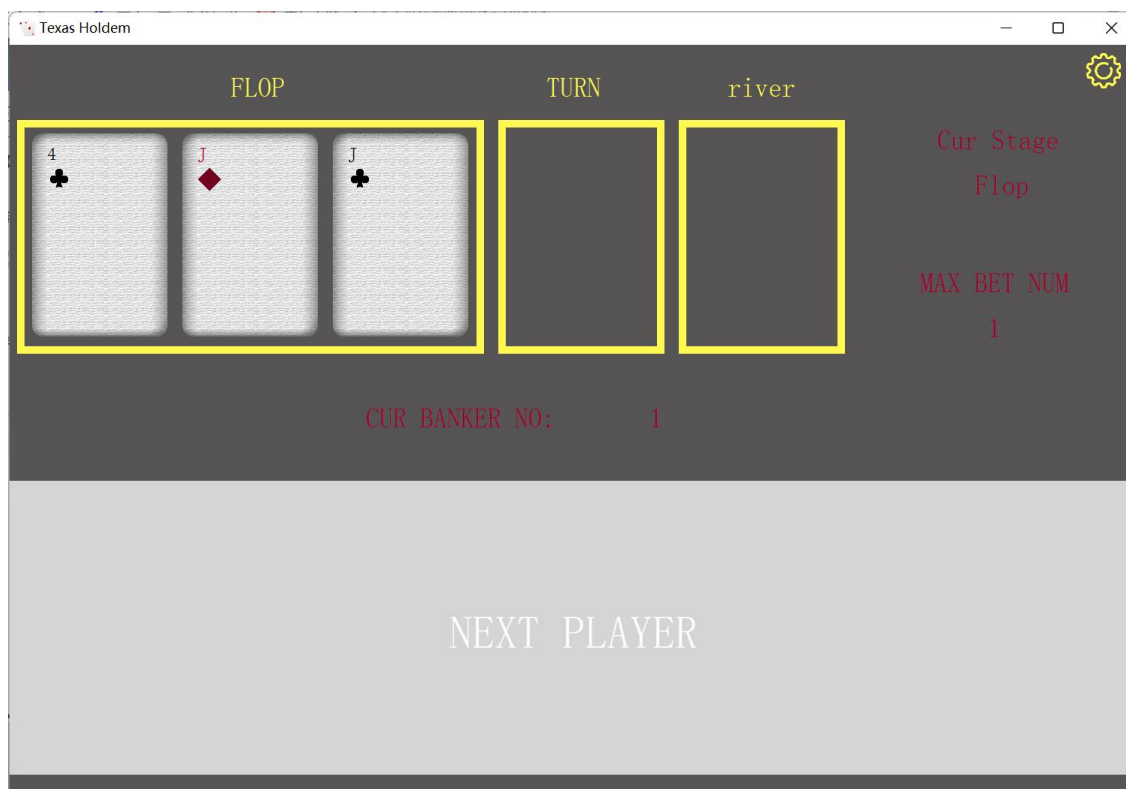 Texas Holdem
FLOP TURN river
4 J J
Cur Stage
Flop
MAX BET NUM
1
CUR BANKER NO: 1
NEXT PLAYER